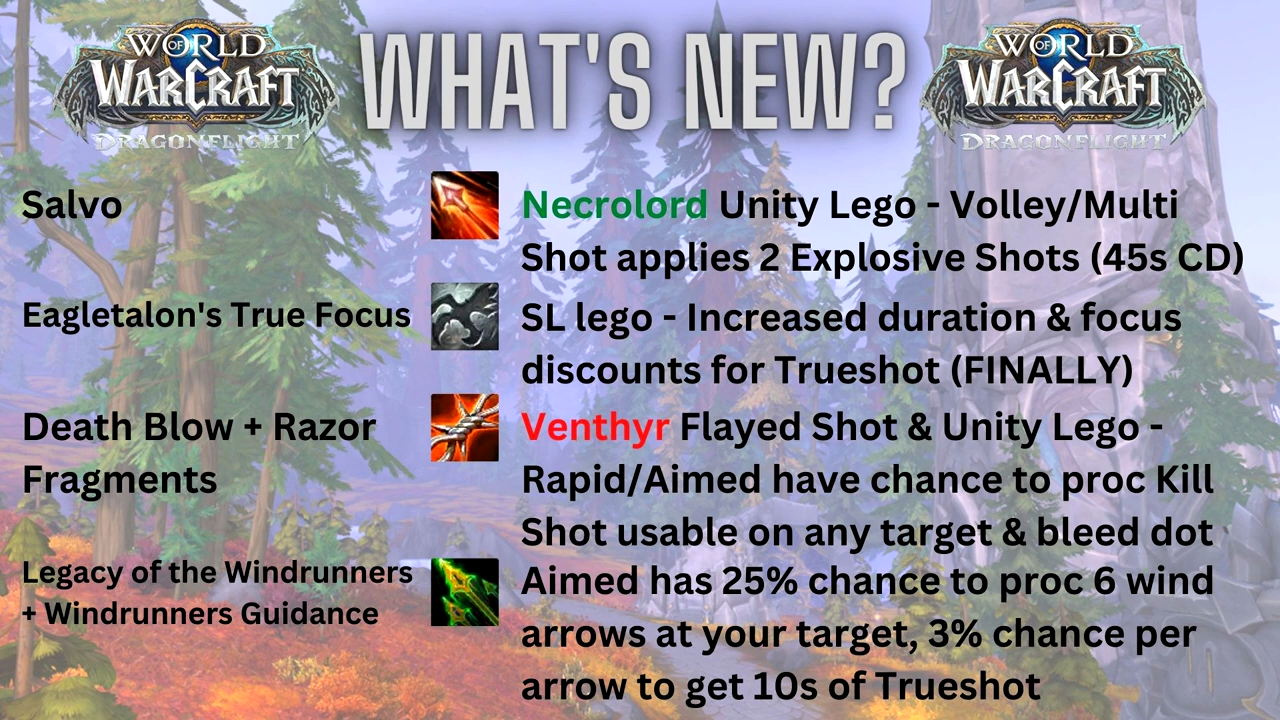 WORLD
OF
WARCRAFT
DRAGONFLIGHT
WHAT'S NEW?
WORLD
OF
WARCRAFT
DRAGONFLIGHT
Salvo
Necrolord Unity Lego - Volley/Multi
Shot applies 2 Explosive Shots (45s CD)
Eagletalon's True Focus
SL lego - Increased duration & focus
discounts for Trueshot (FINALLY)
Death Blow + Razor
Fragments
Venthyr Flayed Shot & Unity Lego -
Rapid/Aimed have chance to proc Kill
Shot usable on any target & bleed dot
Legacy of the Windrunners
+ Windrunners Guidance
Aimed has 25% chance to proc 6 wind
arrows at your target, 3% chance per
arrow to get 10s of Trueshot